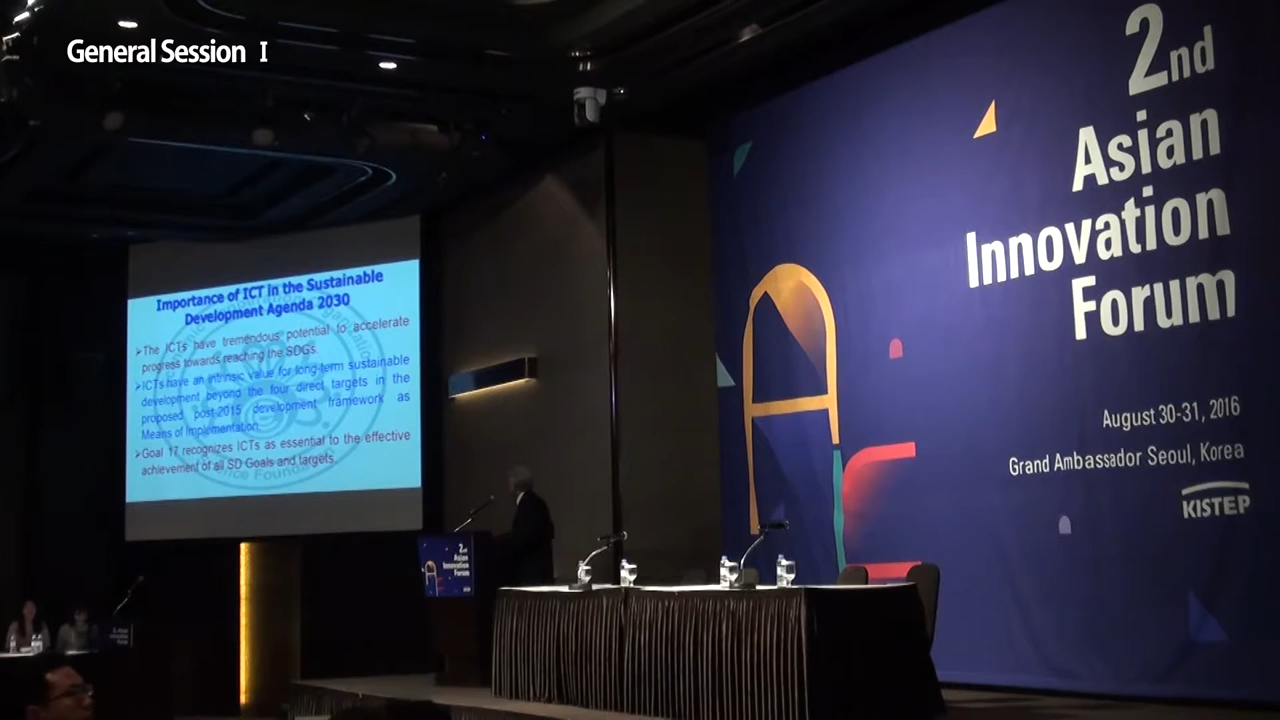 General Session I
Importance of ICT in the Sustainable
Development Agenda 2030
➢The ICTs have tremendous potential to accelerate
progress towards reaching the SDGs.
➢ICTs have an intrinsic value for long-term sustainable
development beyond the four direct targets in the
proposed post-2015 development framework as
Means of Implementation.
➢Goal 17 recognizes ICTs as essential to the effective
achievement of all SD Goals and targets.
2nd
Asian
Innovation
Forum
August 30-31, 2016
Grand Ambassador Seoul, Korea
KISTEP
2nd
Asian
Innovation
Forum